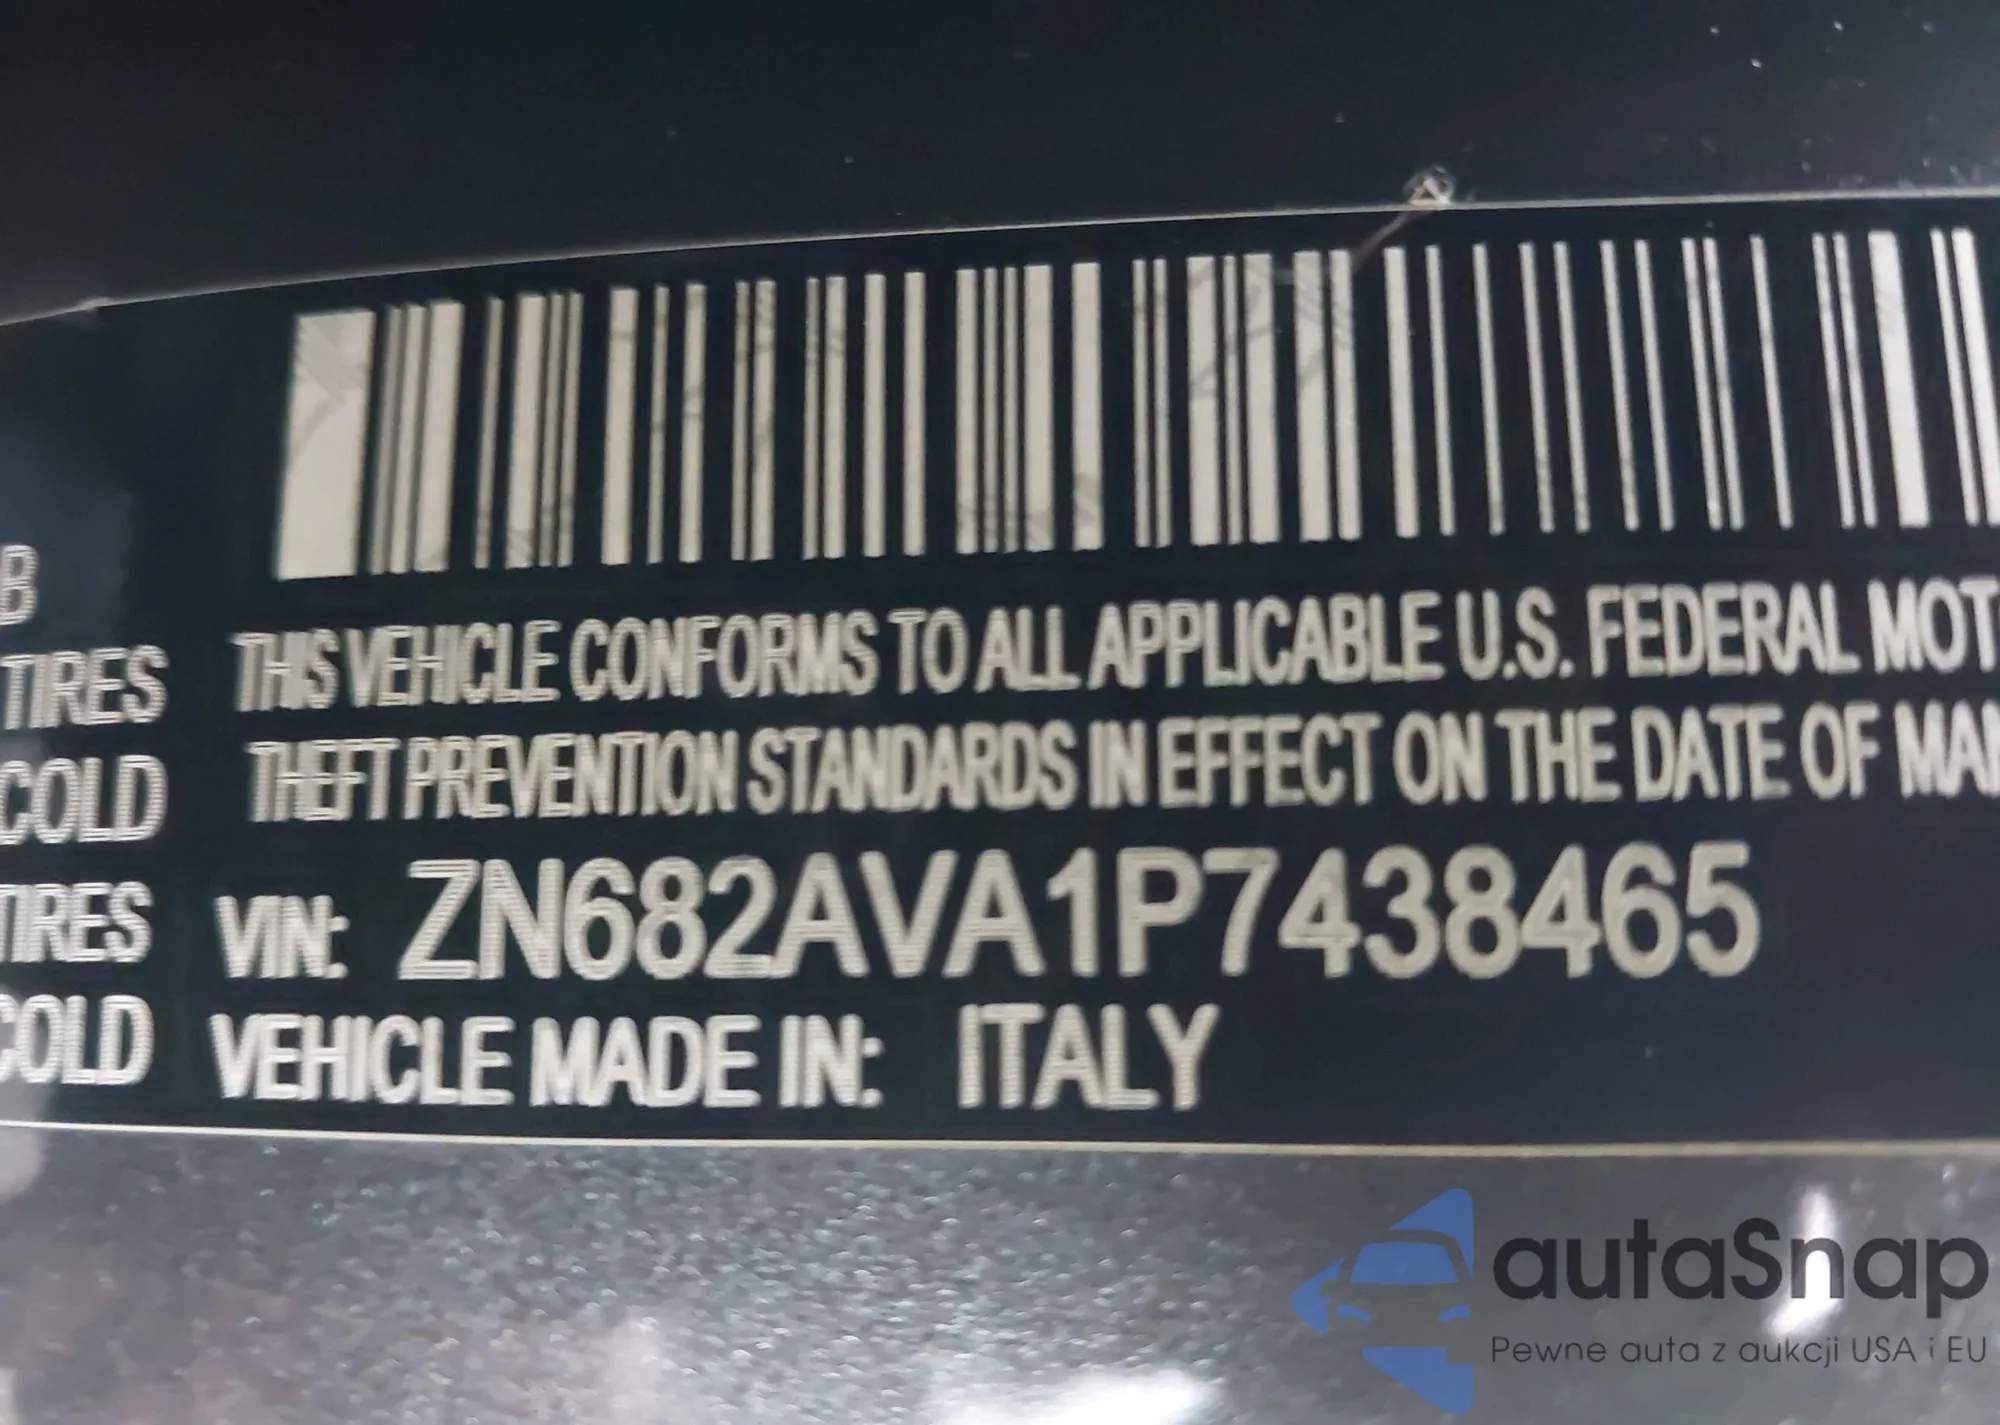 B
TIRES
COLD
TIRES
COLD
THIS VEHICLE CONFORMS TO ALL APPLICABLE U.S. FEDERAL MOT
THEFT PREVENTION STANDARDS IN EFFECT ON THE DATE OF MAN
VIN: ZN682AVA1P7438465
VEHICLE MADE IN: ITALY
autaSnap
Pewne auta z aukcji USA i EU